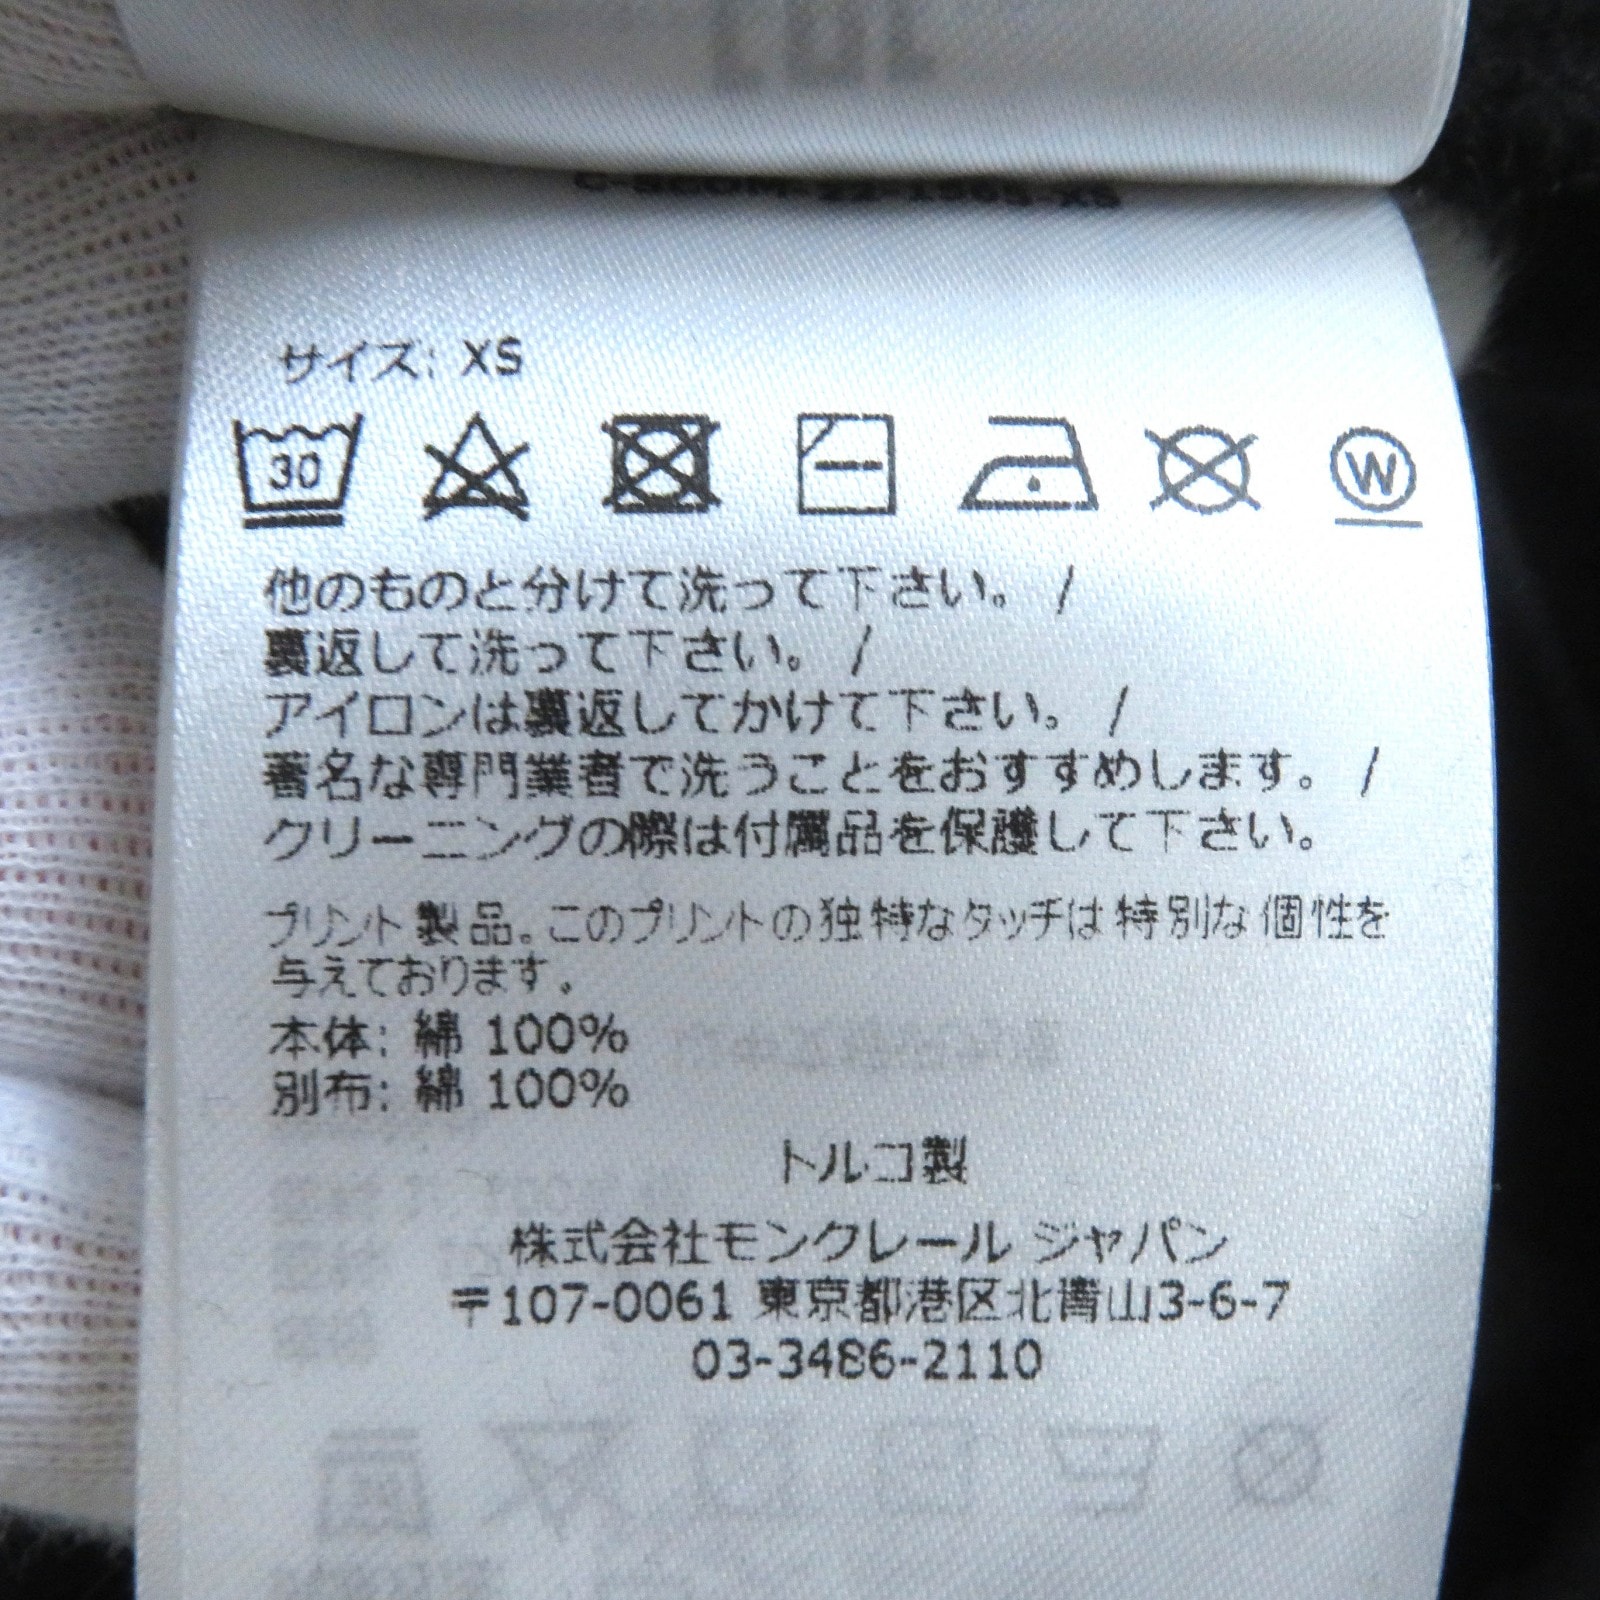 サイズ: XS
30
W
他のものと分けて洗って下さい。 /
裏返して洗って下さい。 /
アイロンは裏返してかけて下さい。 /
著名な専門業者で洗うことをおすすめします。 /
クリーニングの際は付属品を保護して下さい。
プリント製品。このプリントの独特なタッチは特別な個性を
与えております。
本体: 綿 100%
別布: 綿 100%
トルコ製
株式会社モンクレール ジャパン
〒107-0061 東京都港区北青山3-6-7
03-3486-2110